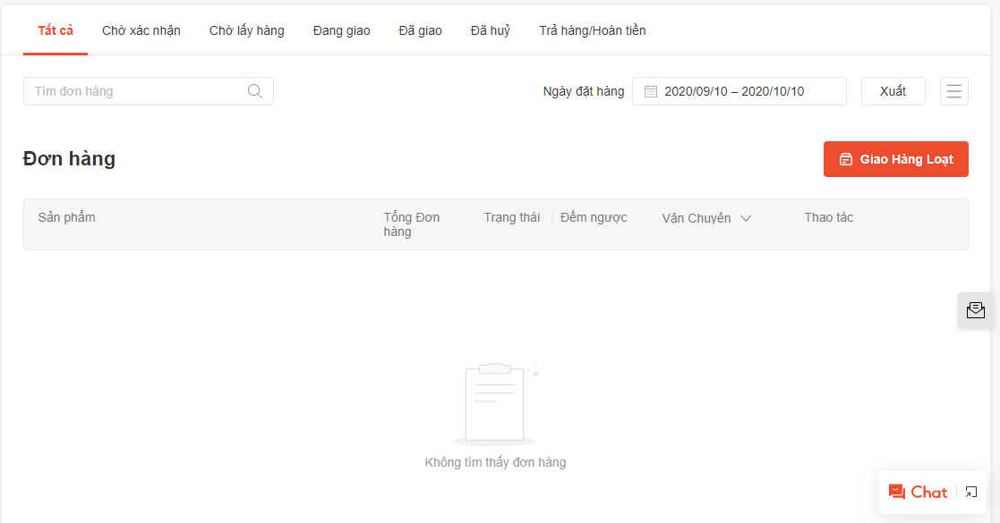 Tất cả Chờ xác nhận Chờ lấy hàng Đang giao Đã giao Đã huỷ Trả hàng/Hoàn tiền
Tìm đơn hàng Ngày đặt hàng 2020/09/10 – 2020/10/10 Xuất
Đơn hàng Giao Hàng Loạt
Sản phẩm Tổng Đơn hàng Trạng thái Đếm ngược Vận Chuyển Thao tác
Không tìm thấy đơn hàng
Chat